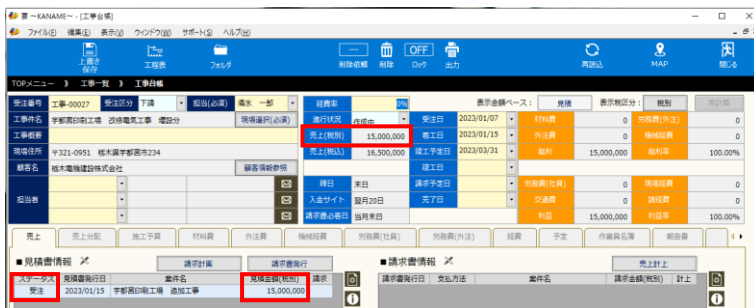 要 ～KANAME～ - [工事台帳]
ファイル(F) 編集(E) 表示(V) ウインドウ(W) サポート(S) ヘルプ(H)
上書き保存 工程表 フォルダ 削除依頼 削除 OFF ロック 出力 再読込 MAP 閉じる
TOPメニュー 》 工事一覧 》 工事台帳
受注番号 工事-00027 受注区分 下請 担当(必須) 清水 一郎 経費率 0% 表示金額ベース： 見積 表示税区分： 税別 再計算
工事件名 宇都宮印刷工場 改修電気工事 増設分 現場選択(必須) 進行状況 作成中 受注日 2023/01/07 材料費 0 労務費(外注) 0
工事概要 売上(税別) 15,000,000 着工日 2023/01/15 外注費 0 機械経費 0
現場住所 〒321-0951 栃木県宇都宮市234 売上(税込) 16,500,000 竣工予定日 2023/03/31 粗利 15,000,000 粗利率 100.00%
顧客名 栃木電機建設株式会社 顧客情報参照 竣工日
担当者 締日 末日 請求予定日 労務費(社員) 0 現場経費 0
入金サイト 翌月20日 完了日 交通費 0 諸経費 0
請求書必着日 当月末日 利益 15,000,000 利益率 100.00%
売上 売上分配 施工予算 材料費 外注費 機械経費 労務費(社員) 労務費(外注) 経費 予定 作業員名簿 報告書
■見積書情報 請求計画 請求書発行 ■請求書情報 売上計上
ステータス 見積書発行日 案件名 見積金額(税別) 請求 請求書発行日 支払方法 案件名 請求金額(税別) 計上
受注 2023/01/15 宇都宮印刷工場 追加工事 15,000,000